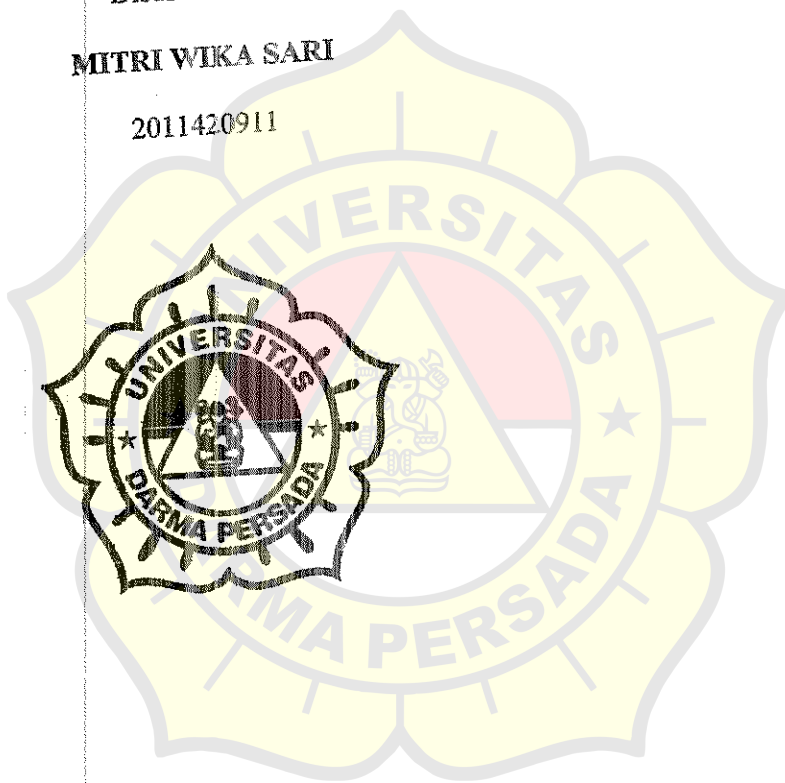 MITRI WIKA SARI
2011420911
UNIVERSITAS
DARMA PERSADA
UNIVERSITAS
DARMA PERSADA